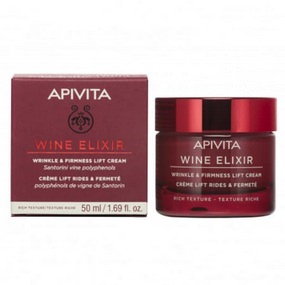 APIVITA
WINE ELIXIR
WRINKLE & FIRMNESS LIFT CREAM
Santorini vine polyphenols
CRÈME LIFT RIDES & FERMETÉ
polyphénols de vigne de Santorin
RICH TEXTURE / TEXTURE RICHE
50 ml / 1.69 fl. oz.
APIVITA
WINE ELIXIR
WRINKLE & FIRMNESS LIFT CREAM
CRÈME LIFT RIDES & FERMETÉ
RICH TEXTURE / TEXTURE RICHE